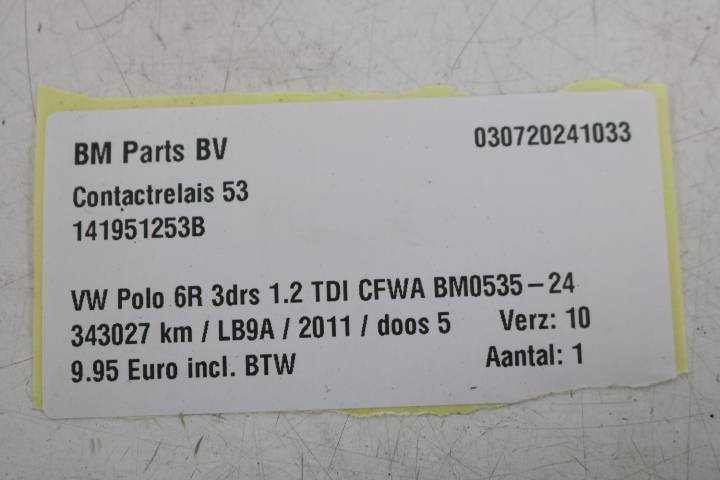 BM Parts BV 030720241033
Contactrelais 53
141951253B
VW Polo 6R 3drs 1.2 TDI CFWA BM0535-24
343027 km / LB9A / 2011 / doos 5 Verz: 10
9.95 Euro incl. BTW Aantal: 1